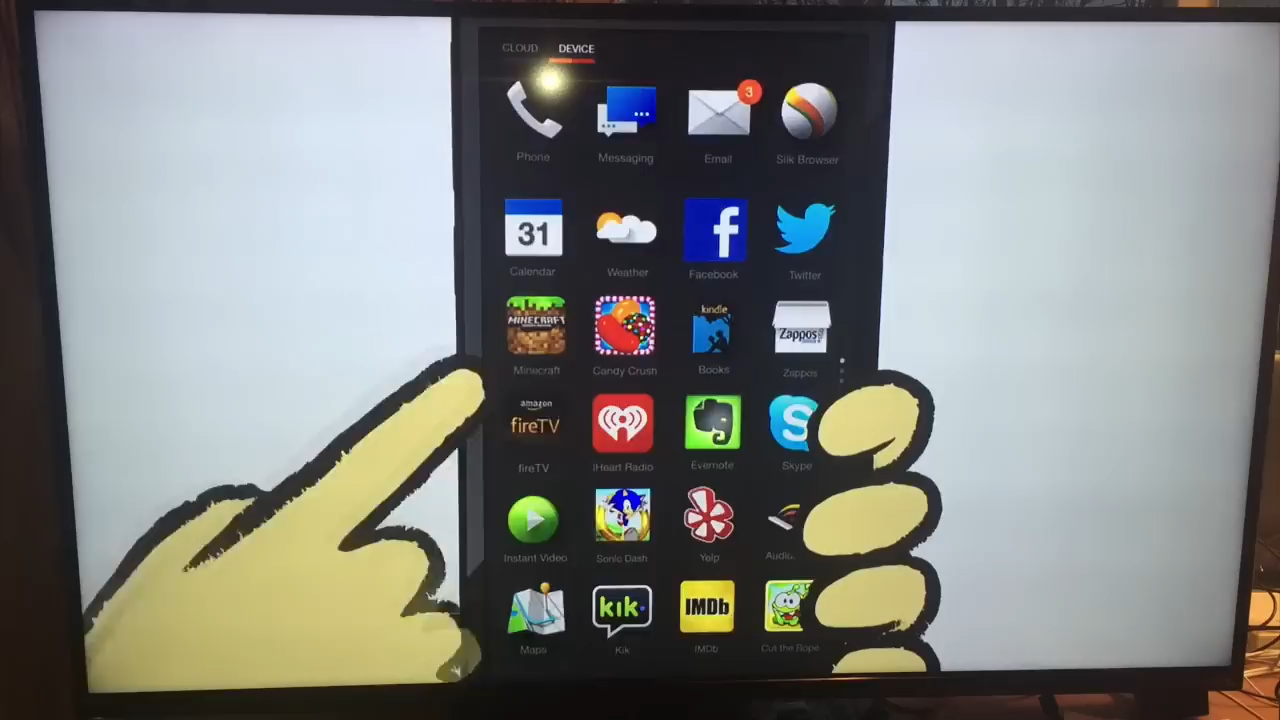 CLOUD DEVICE
3
Phone Messaging Email Silk Browser
31
f
Calendar Weather Facebook Twitter
MINECRAFT
kindle
Zappos
Minecraft Candy Crush Books Zappos
amazon
fireTV
S
fireTV iHeart Radio Evernote Skype
Instant Video Sonic Dash Yelp Audi
kik
IMDb
Maps Kik IMDb Cut the Rope